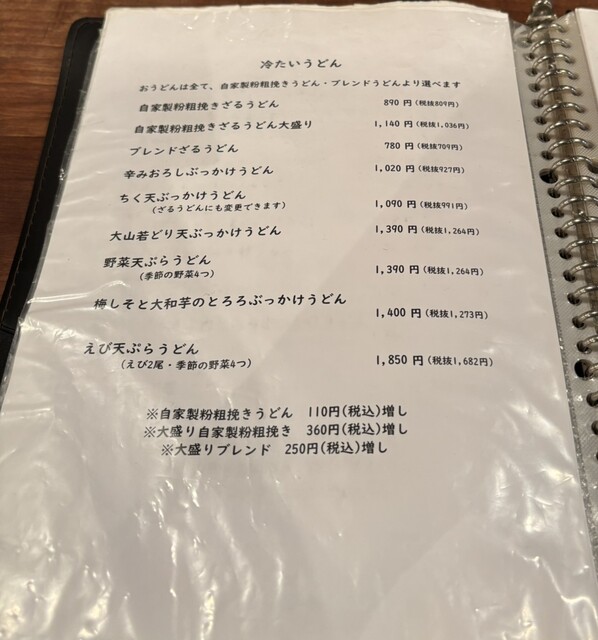 冷たいうどん
おうどんは全て、自家製粉粗挽きうどん・ブレンドうどんより選べます
自家製粉粗挽きざるうどん 890 円 (税抜809円)
自家製粉粗挽きざるうどん大盛り 1,140 円 (税抜1,036円)
ブレンドざるうどん 780 円 (税抜709円)
辛みおろしぶっかけうどん 1,020 円 (税抜927円)
ちく天ぶっかけうどん 1,090 円 (税抜991円)
(ざるうどんにも変更できます)
大山若どり天ぶっかけうどん 1,390 円 (税抜1,264円)
野菜天ぷらうどん 1,390 円 (税抜1,264円)
(季節の野菜4つ)
梅しそと大和芋のとろろぶっかけうどん 1,400 円 (税抜1,273円)
えび天ぷらうどん 1,850 円 (税抜1,682円)
(えび2尾・季節の野菜4つ)
※自家製粉粗挽きうどん 110円(税込)増し
※大盛り自家製粉粗挽き 360円(税込)増し
※大盛りブレンド 250円(税込)増し